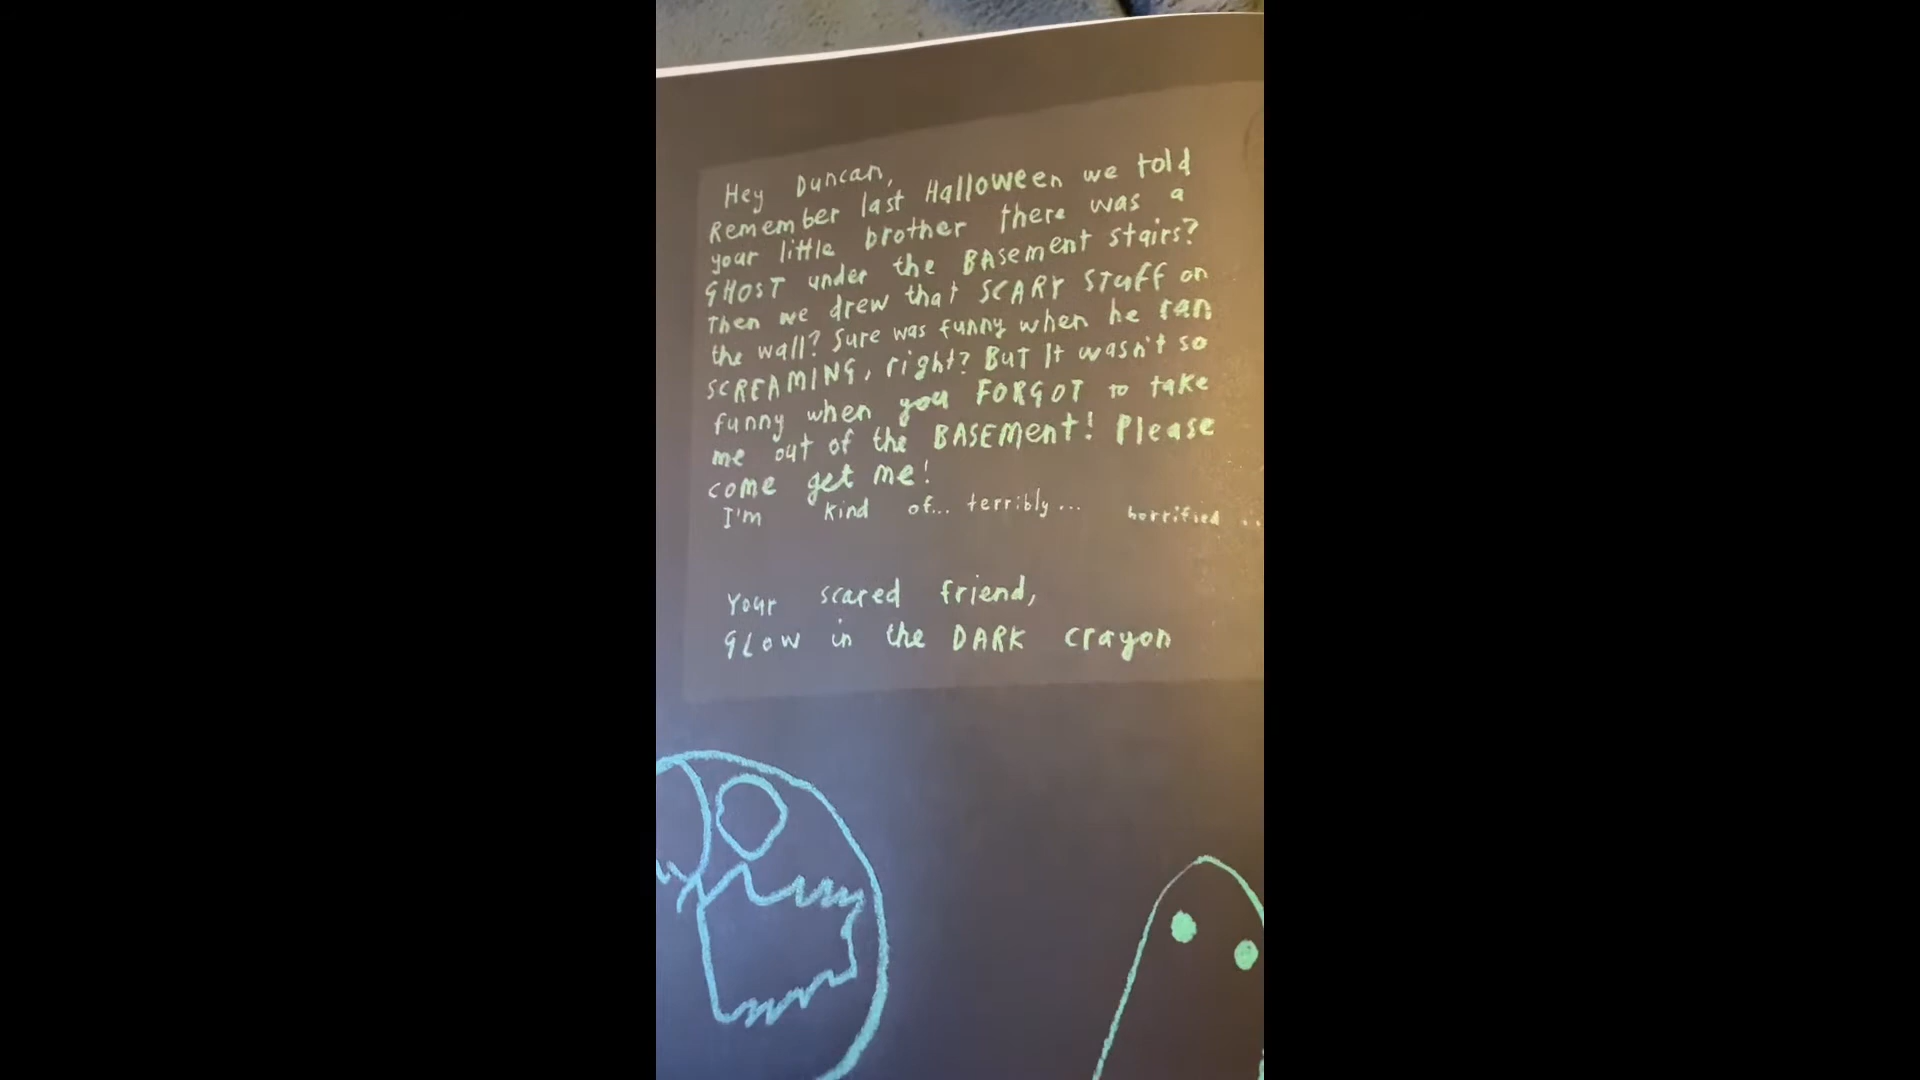 Hey Duncan,
Remember last Halloween we told
your little brother there was a
GHOST under the BASEMENT stairs?
Then we drew that SCARY STUFF on
the wall? Sure was funny when he ran
SCREAMING, right? But It wasn't so
funny when you FORGOT to take
me out of the BASEMENT! Please
come get me!
I'm kind of... terribly... horrified ..
Your scared friend,
GLOW in the DARK crayon